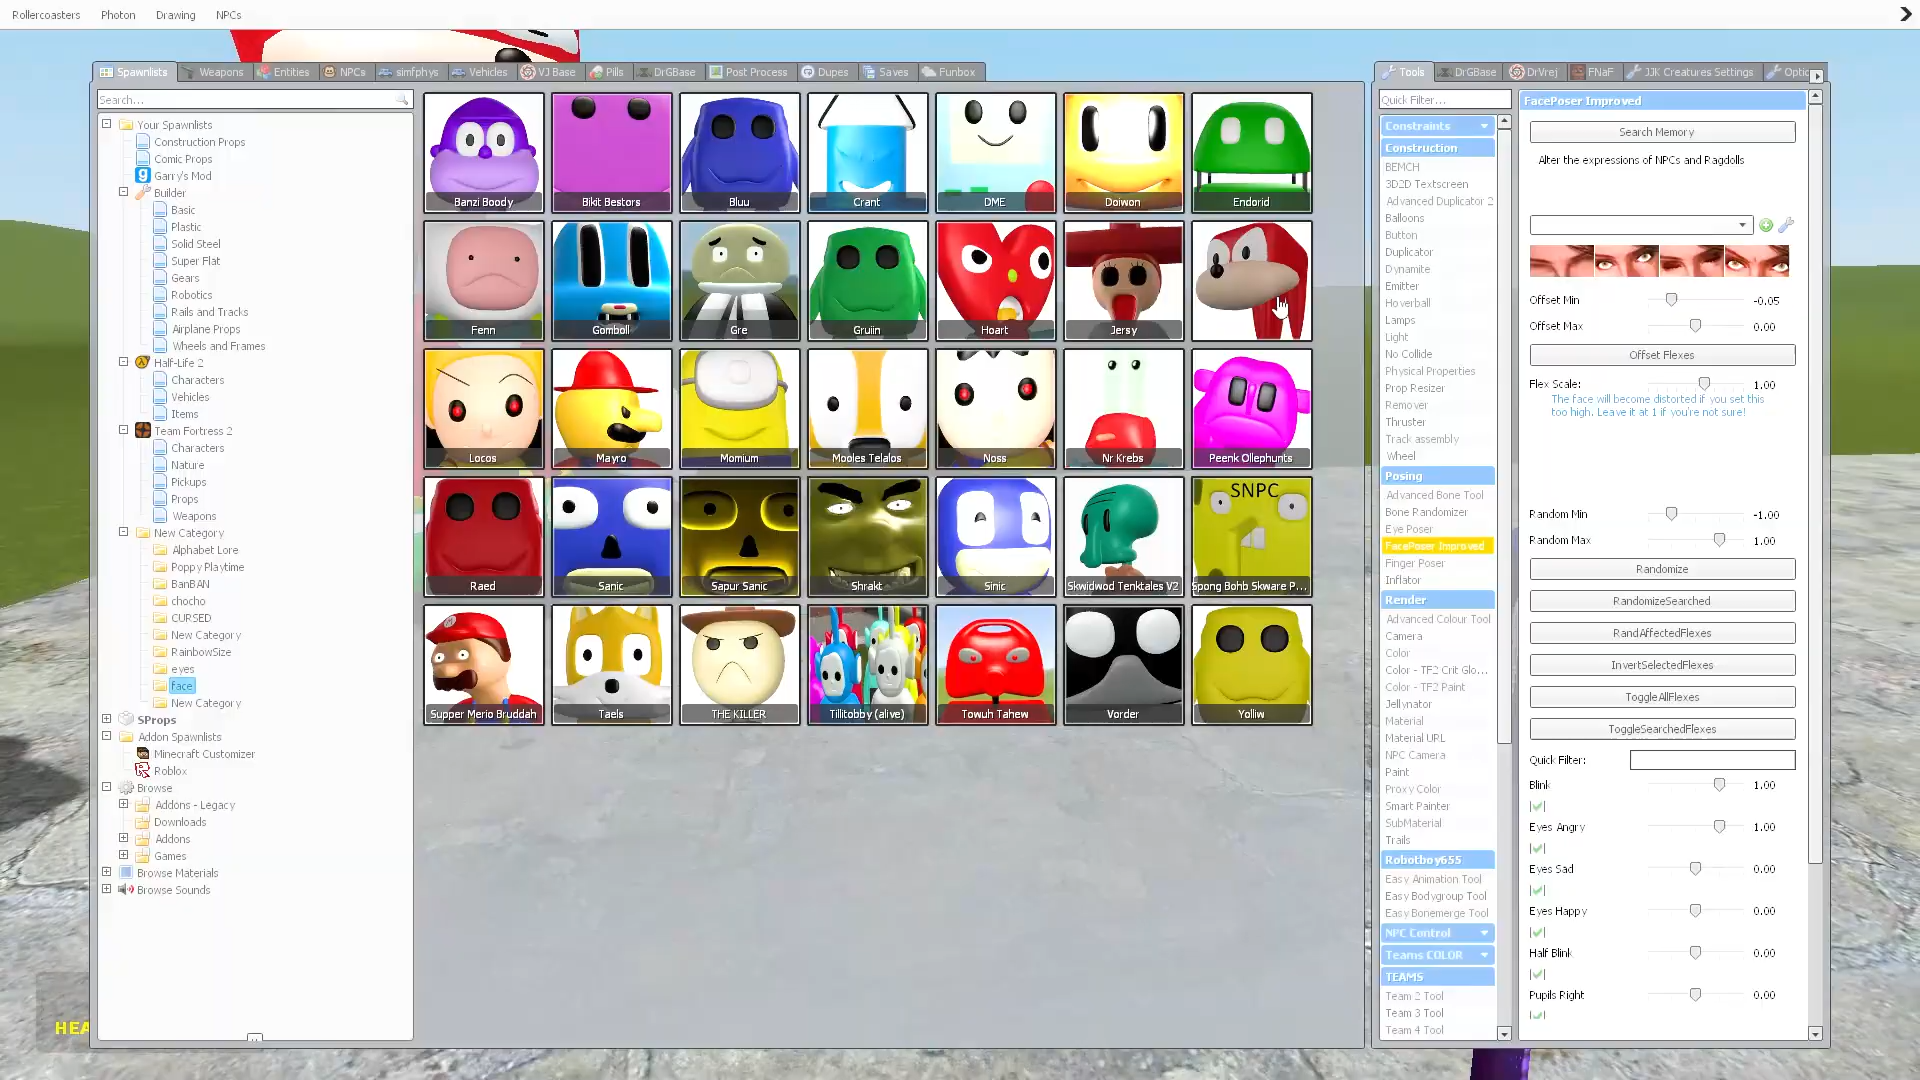 Rollercoasters Photon Drawing NPCs
Spawnlists Weapons Entities NPCs simfphys Vehicles VJ Base Pills DrGBase Post Process Dupes Saves Funbox
Search...
Your Spawnlists
Construction Props
Comic Props
Garry's Mod
Builder
Basic
Plastic
Solid Steel
Super Flat
Gears
Robotics
Rails and Tracks
Airplane Props
Wheels and Frames
Half-Life 2
Characters
Vehicles
Items
Team Fortress 2
Characters
Nature
Pickups
Props
Weapons
New Category
Alphabet Lore
Poppy Playtime
BanBAN
chocho
CURSED
New Category
RainbowSize
eyes
face
New Category
SProps
Addon Spawnlists
Minecraft Customizer
Roblox
Browse
Addons - Legacy
Downloads
Addons
Games
Browse Materials
Browse Sounds
HEA
Banzi Boody Bikit Bestors Bluu Crant DME Doiwon Endorid
Fenn Gomboll Gre Gruiin Hoart Jersy
Locos Mayro Momium Mooles Telalos Noss Nr Krebs Peenk Ollephunts
SNPC
Raed Sanic Sapur Sanic Shrakt Sinic Skwidwod Tenktales V2 Spong Bohb Skware P...
Supper Merio Bruddah Taels THE KILLER Tillitobby (alive) Towuh Tahew Vorder Yolliw
Tools DrGBase DrVrej FNaF JJK Creatures Settings Optio
Quick Filter...
Constraints
Construction
BEMCH
3D2D Textscreen
Advanced Duplicator 2
Balloons
Button
Duplicator
Dynamite
Emitter
Hoverball
Lamps
Light
No Collide
Physical Properties
Prop Resizer
Remover
Thruster
Track assembly
Wheel
Posing
Advanced Bone Tool
Bone Randomizer
Eye Poser
FacePoser Improved
Finger Poser
Inflator
Render
Advanced Colour Tool
Camera
Color
Color - TF2 Crit Glo...
Color - TF2 Paint
Jellynator
Material
Material URL
NPC Camera
Paint
Proxy Color
Smart Painter
SubMaterial
Trails
Robotboy655
Easy Animation Tool
Easy Bodygroup Tool
Easy Bonemerge Tool
NPC Control
Teams COLOR
TEAMS
Team 2 Tool
Team 3 Tool
Team 4 Tool
FacePoser Improved
Search Memory
Alter the expressions of NPCs and Ragdolls
Offset Min -0.05
Offset Max 0.00
Offset Flexes
Flex Scale: 1.00
The face will become distorted if you set this
too high. Leave it at 1 if you're not sure!
Random Min -1.00
Random Max 1.00
Randomize
RandomizeSearched
RandAffectedFlexes
InvertSelectedFlexes
ToggleAllFlexes
ToggleSearchedFlexes
Quick Filter:
Blink 1.00
Eyes Angry 1.00
Eyes Sad 0.00
Eyes Happy 0.00
Half Blink 0.00
Pupils Right 0.00